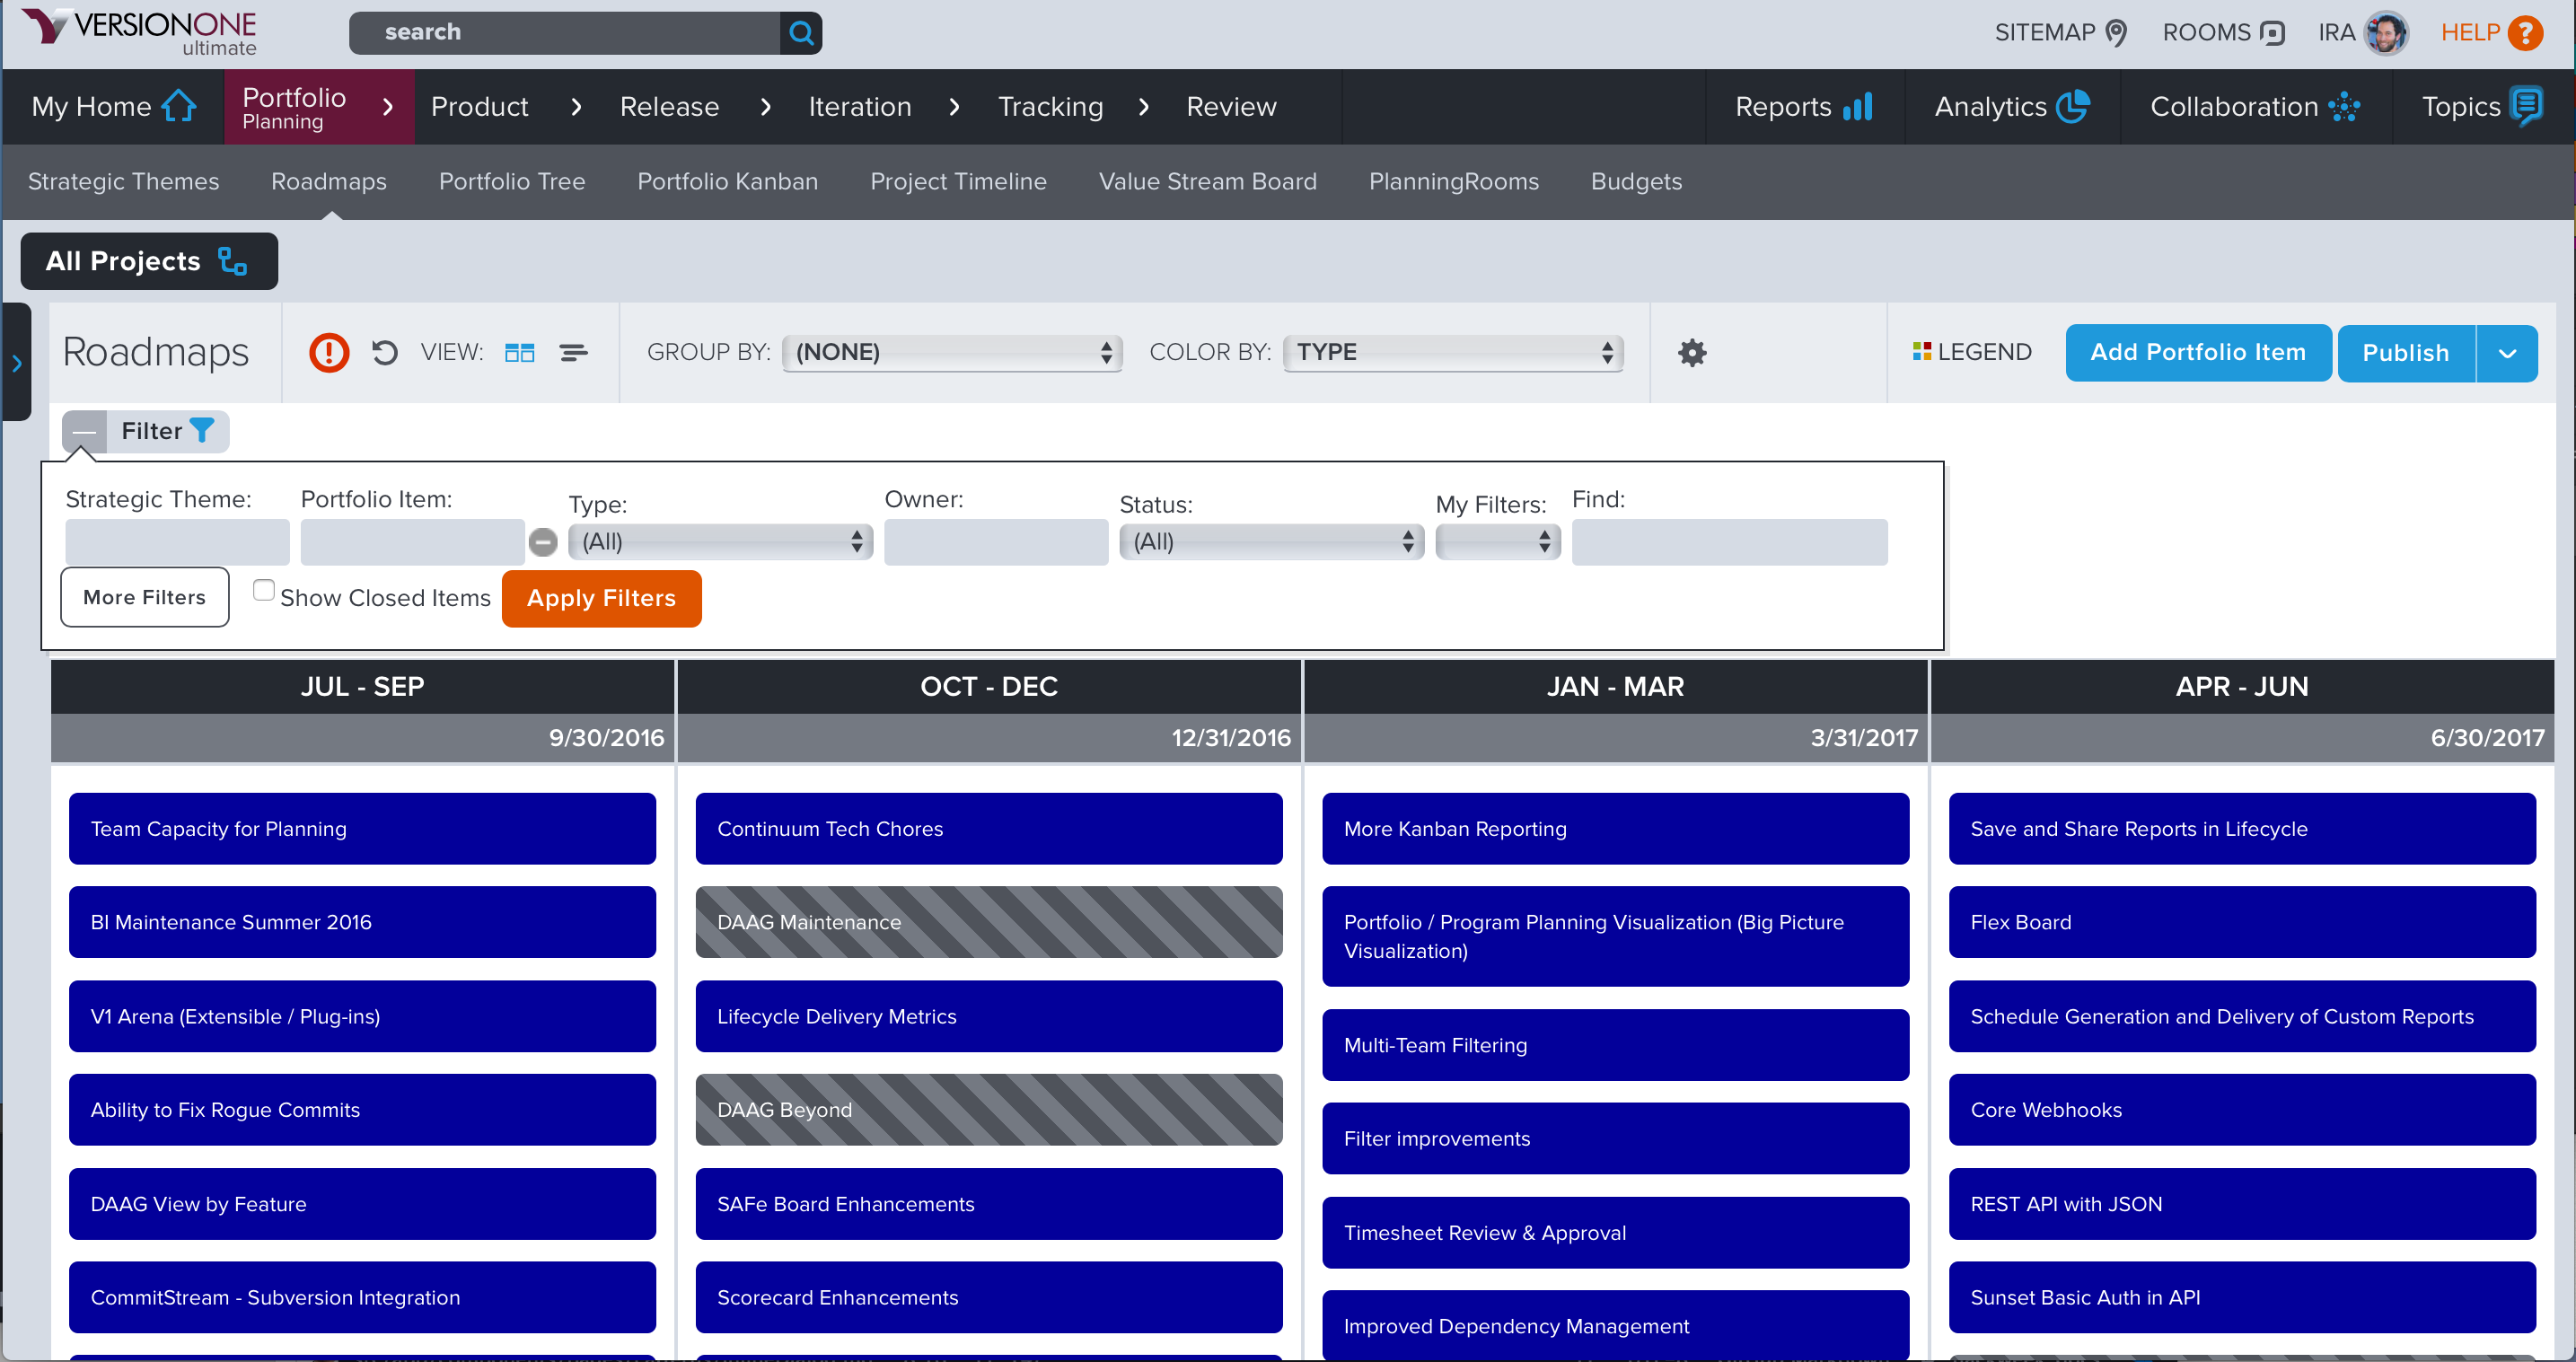 VERSIONONE
ultimate
search
SITEMAP
ROOMS
IRA
HELP ?
My Home
Portfolio
Planning
Product
Release
Iteration
Tracking
Review
Reports
Analytics
Collaboration
Topics
Strategic Themes
Roadmaps
Portfolio Tree
Portfolio Kanban
Project Timeline
Value Stream Board
PlanningRooms
Budgets
All Projects
Roadmaps
VIEW:
GROUP BY: (NONE)
COLOR BY: TYPE
LEGEND
Add Portfolio Item
Publish
Filter
Strategic Theme:
Portfolio Item:
Type:
(All)
Owner:
Status:
(All)
My Filters:
Find:
More Filters
Show Closed Items
Apply Filters
JUL - SEP
9/30/2016
Team Capacity for Planning
BI Maintenance Summer 2016
V1 Arena (Extensible / Plug-ins)
Ability to Fix Rogue Commits
DAAG View by Feature
CommitStream - Subversion Integration
OCT - DEC
12/31/2016
Continuum Tech Chores
DAAG Maintenance
Lifecycle Delivery Metrics
DAAG Beyond
SAFe Board Enhancements
Scorecard Enhancements
JAN - MAR
3/31/2017
More Kanban Reporting
Portfolio / Program Planning Visualization (Big Picture
Visualization)
Multi-Team Filtering
Filter improvements
Timesheet Review & Approval
Improved Dependency Management
APR - JUN
6/30/2017
Save and Share Reports in Lifecycle
Flex Board
Schedule Generation and Delivery of Custom Reports
Core Webhooks
REST API with JSON
Sunset Basic Auth in API